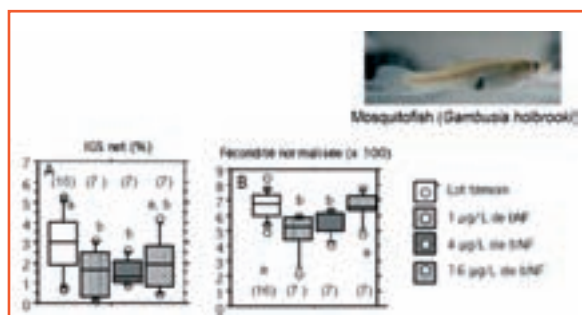 Mosquitofish (Gambusia holbrooki)
IGS net (%)
Fécondité normalisée (x 100)
7
6
5
4
3
2
1
0
A
(16) (7) (7) (7)
a b b a, b
9
8
7
6
5
4
3
2
1
0
B
b b
a a
(16) (7) (7) (7)
Lot témoin
1 µg/L de bNF
4 µg/L de bNF
16 µg/L de bNF